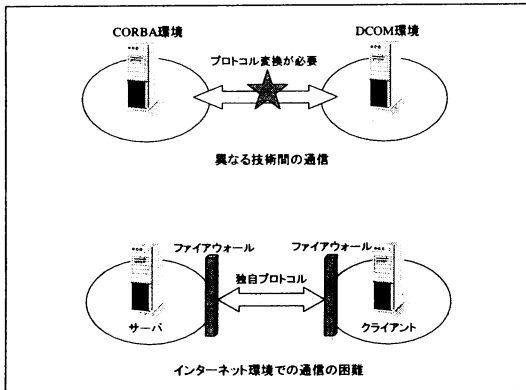 CORBA環境
DCOM環境
プロトコル変換が必要
異なる技術間の通信
ファイアウォール
ファイアウォール
独自プロトコル
サーバ
クライアント
インターネット環境での通信の困難